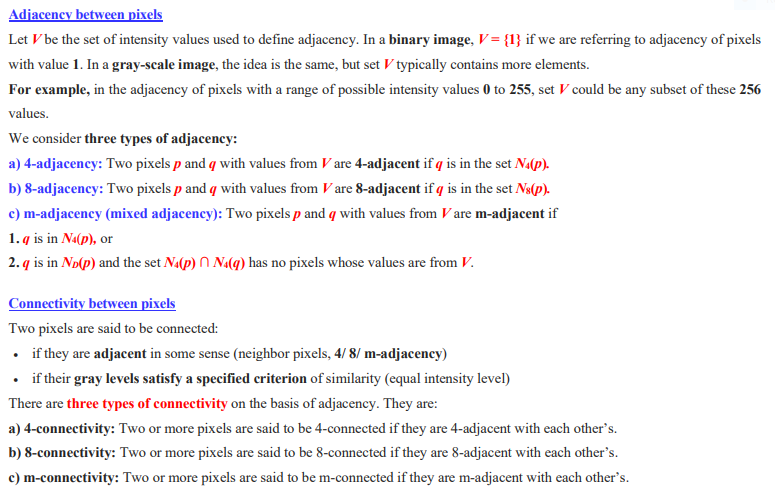 Adjacency between pixels
Let V be the set of intensity values used to define adjacency. In a binary image, V = {1} if we are referring to adjacency of pixels
with value 1. In a gray-scale image, the idea is the same, but set V typically contains more elements.
For example, in the adjacency of pixels with a range of possible intensity values 0 to 255, set V could be any subset of these 256
values.
We consider three types of adjacency:
a) 4-adjacency: Two pixels p and q with values from V are 4-adjacent if q is in the set N₄(p).
b) 8-adjacency: Two pixels p and q with values from V are 8-adjacent if q is in the set N₈(p).
c) m-adjacency (mixed adjacency): Two pixels p and q with values from V are m-adjacent if
1. q is in N₄(p), or
2. q is in N_D(p) and the set N₄(p) ∩ N₄(q) has no pixels whose values are from V.
Connectivity between pixels
Two pixels are said to be connected:
• if they are adjacent in some sense (neighbor pixels, 4/ 8/ m-adjacency)
• if their gray levels satisfy a specified criterion of similarity (equal intensity level)
There are three types of connectivity on the basis of adjacency. They are:
a) 4-connectivity: Two or more pixels are said to be 4-connected if they are 4-adjacent with each other's.
b) 8-connectivity: Two or more pixels are said to be 8-connected if they are 8-adjacent with each other's.
c) m-connectivity: Two or more pixels are said to be m-connected if they are m-adjacent with each other's.